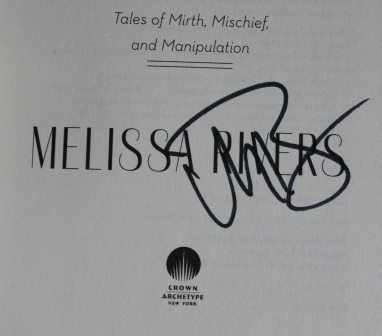 Tales of Mirth, Mischief,
and Manipulation
MELISSA RIVERS
CROWN
ARCHETYPE
NEW YORK